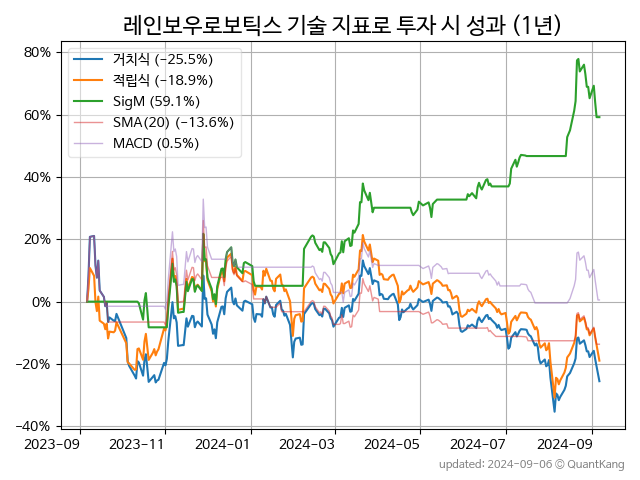 레인보우로보틱스 기술 지표로 투자 시 성과 (1년)
거치식 (−25.5%)
적립식 (−18.9%)
SigM (59.1%)
SMA(20) (−13.6%)
MACD (0.5%)
80%
60%
40%
20%
0%
−20%
−40%
2023-09 2023-11 2024-01 2024-03 2024-05 2024-07 2024-09
updated: 2024-09-06 © QuantKang